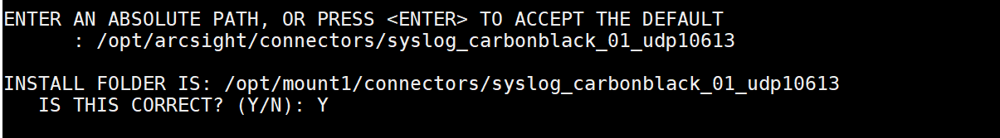 ENTER AN ABSOLUTE PATH, OR PRESS <ENTER> TO ACCEPT THE DEFAULT
: /opt/arcsight/connectors/syslog_carbonblack_01_udp10613
INSTALL FOLDER IS: /opt/mount1/connectors/syslog_carbonblack_01_udp10613
IS THIS CORRECT? (Y/N): Y